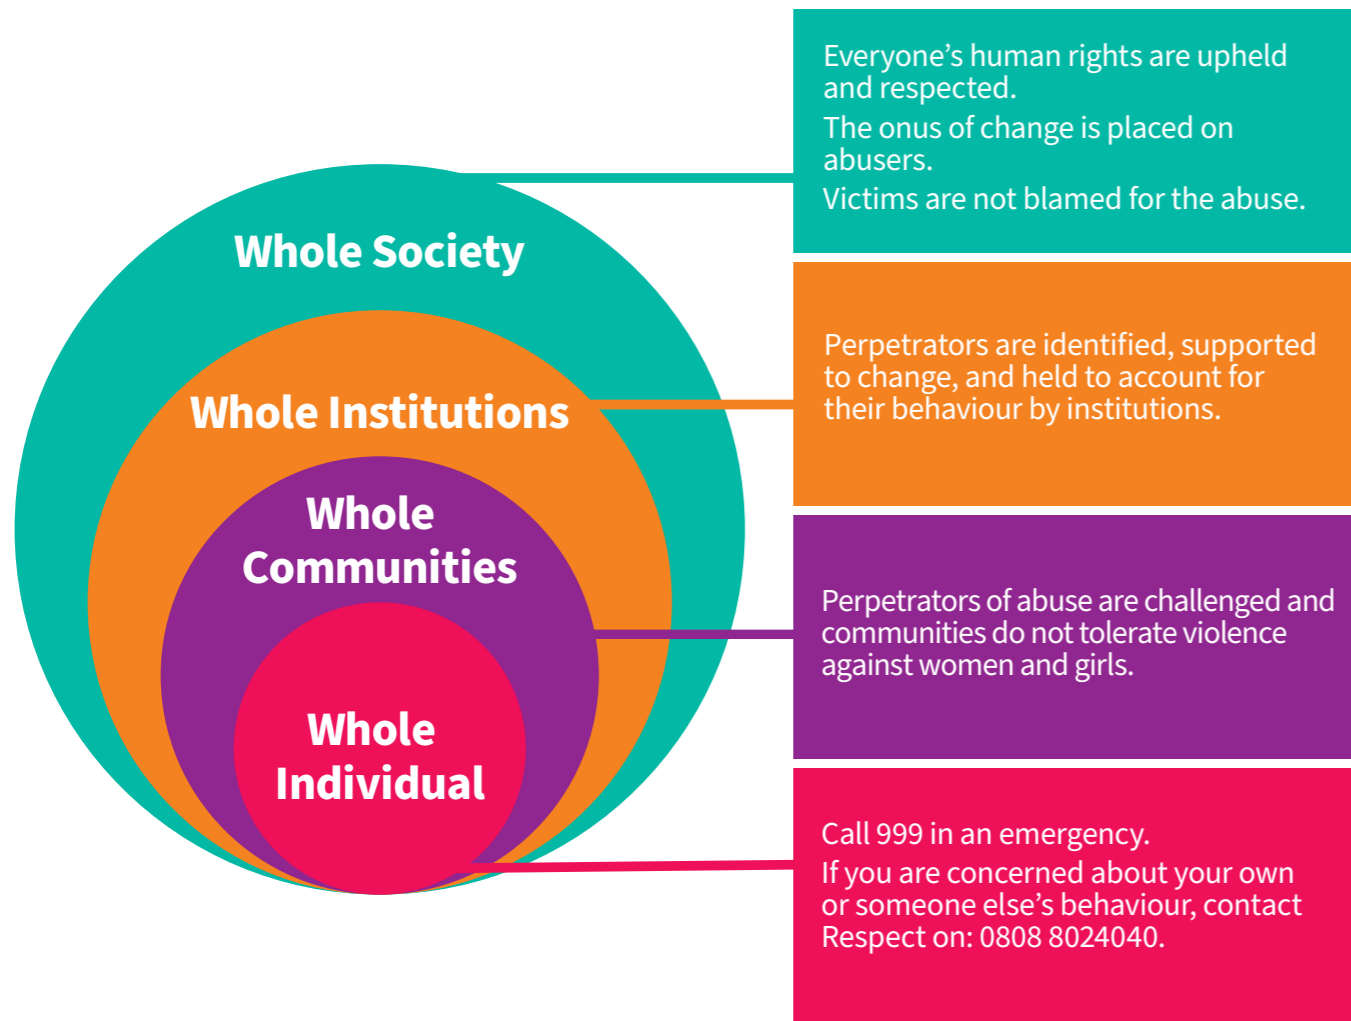 Whole Society
Whole Institutions
Whole
Communities
Whole
Individual
Everyone’s human rights are upheld
and respected.
The onus of change is placed on
abusers.
Victims are not blamed for the abuse.
Perpetrators are identified, supported
to change, and held to account for
their behaviour by institutions.
Perpetrators of abuse are challenged and
communities do not tolerate violence
against women and girls.
Call 999 in an emergency.
If you are concerned about your own
or someone else’s behaviour, contact
Respect on: 0808 8024040.